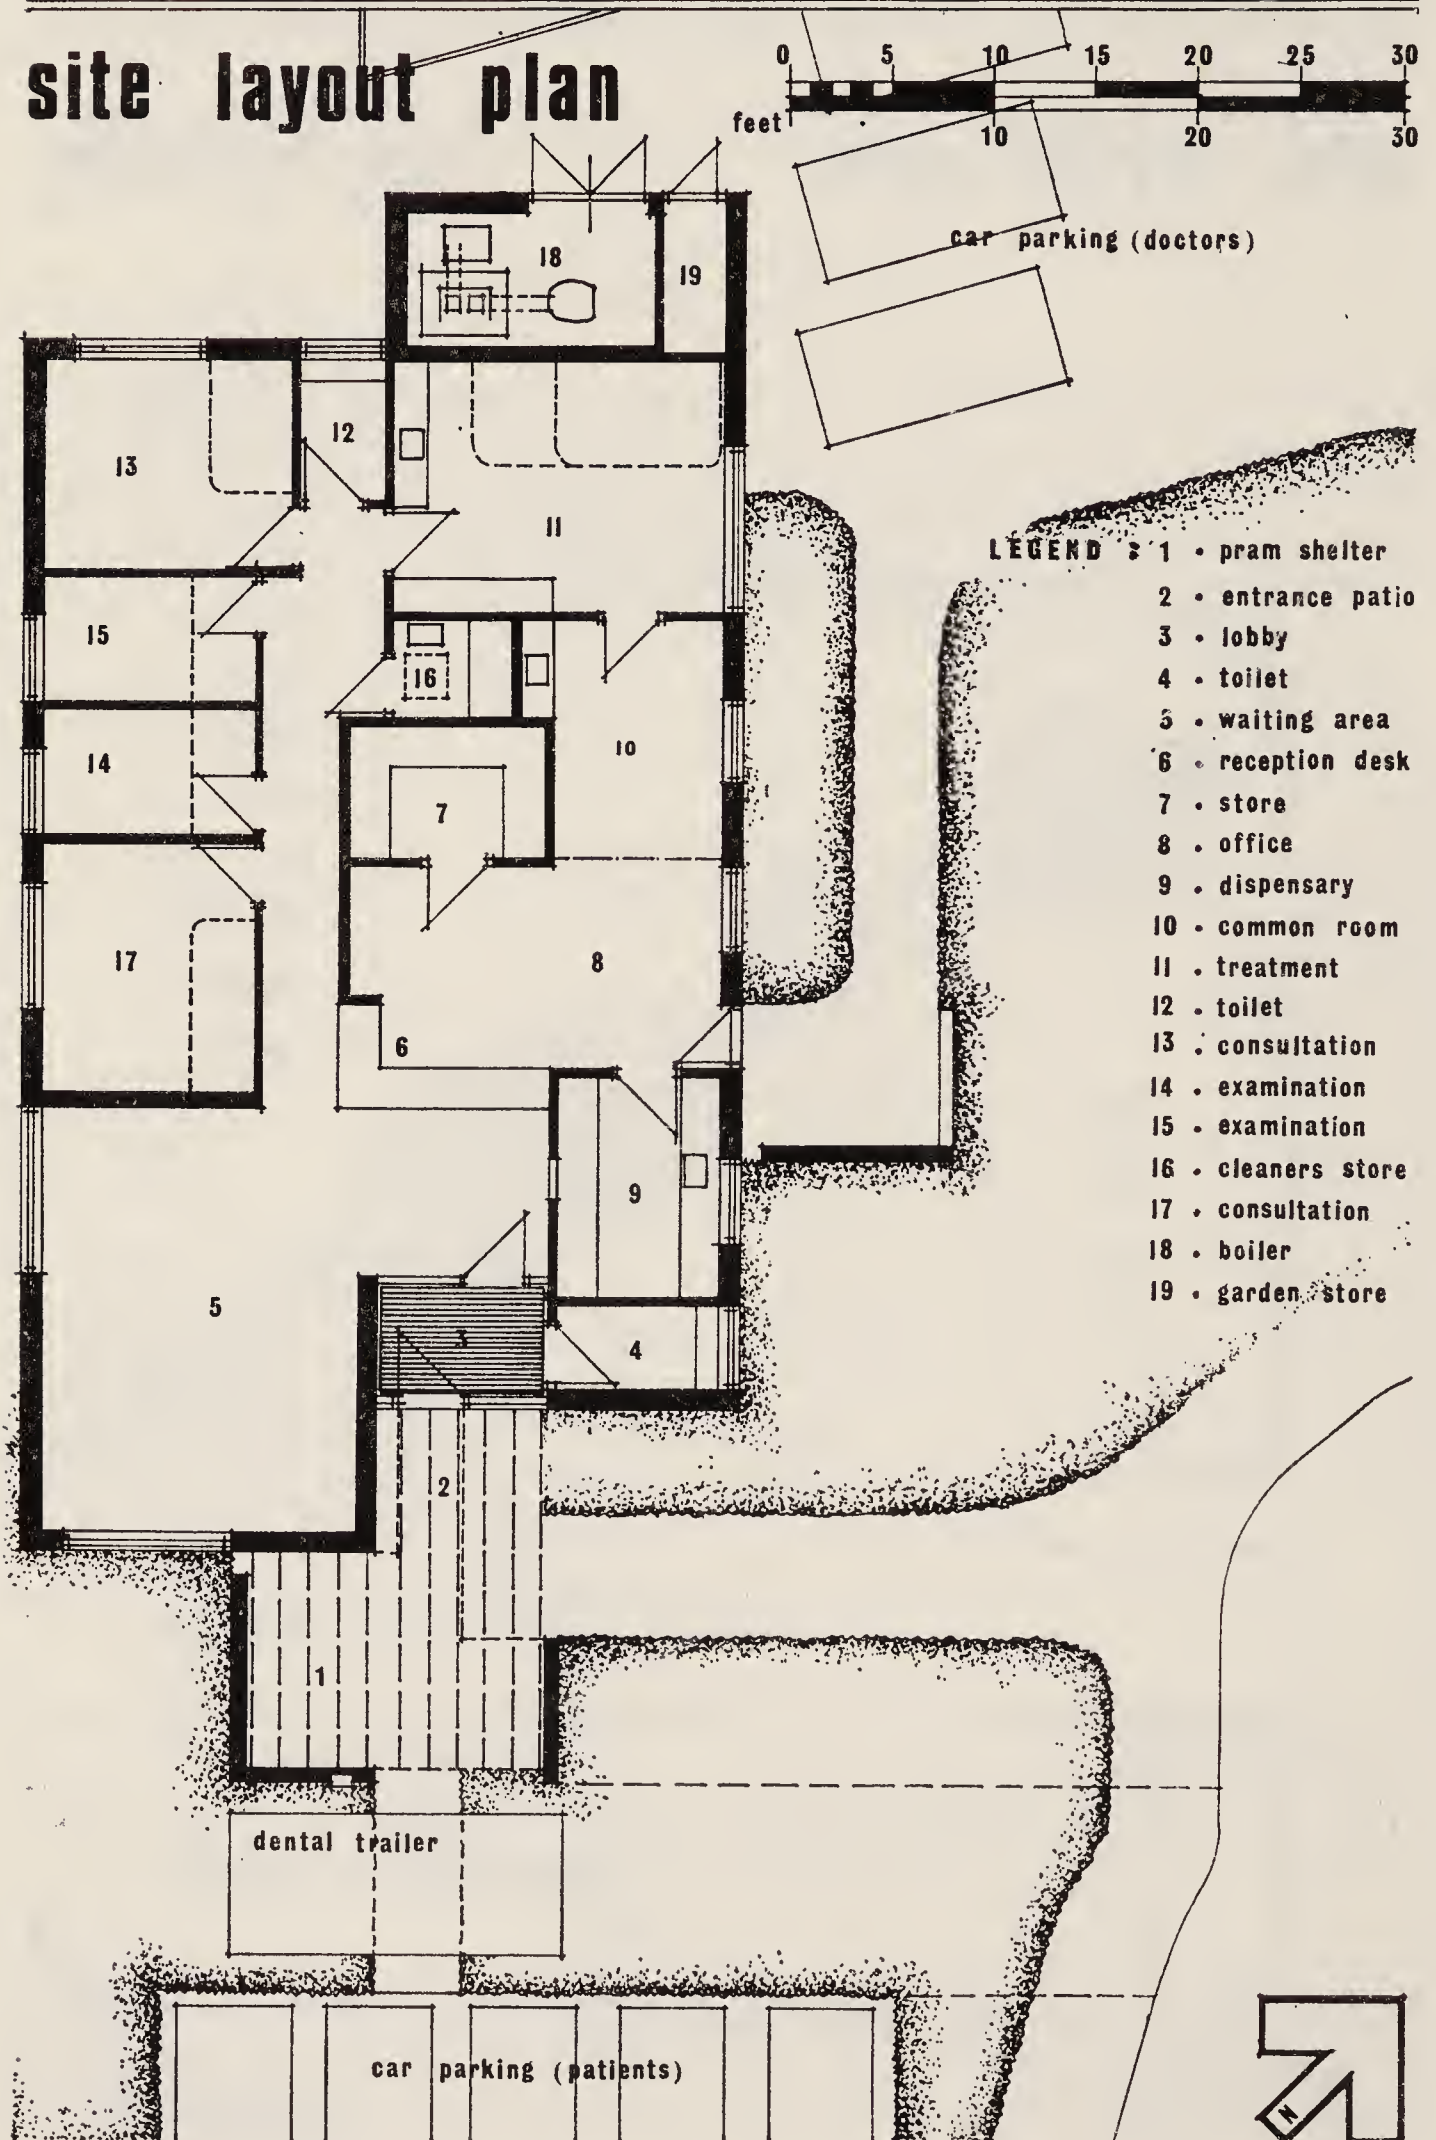 site layout plan
0 5 10 15 20 25 30
feet
10 20 30
car parking (doctors)
18
19
13
12
11
15
16
14
10
7
17
8
6
9
5
3
4
2
1
LEGEND : 1 • pram shelter
2 • entrance patio
3 • lobby
4 • toilet
5 • waiting area
6 • reception desk
7 • store
8 • office
9 • dispensary
10 • common room
11 • treatment
12 • toilet
13 • consultation
14 • examination
15 • examination
16 • cleaners store
17 • consultation
18 • boiler
19 • garden store
dental trailer
car parking (patients)
N